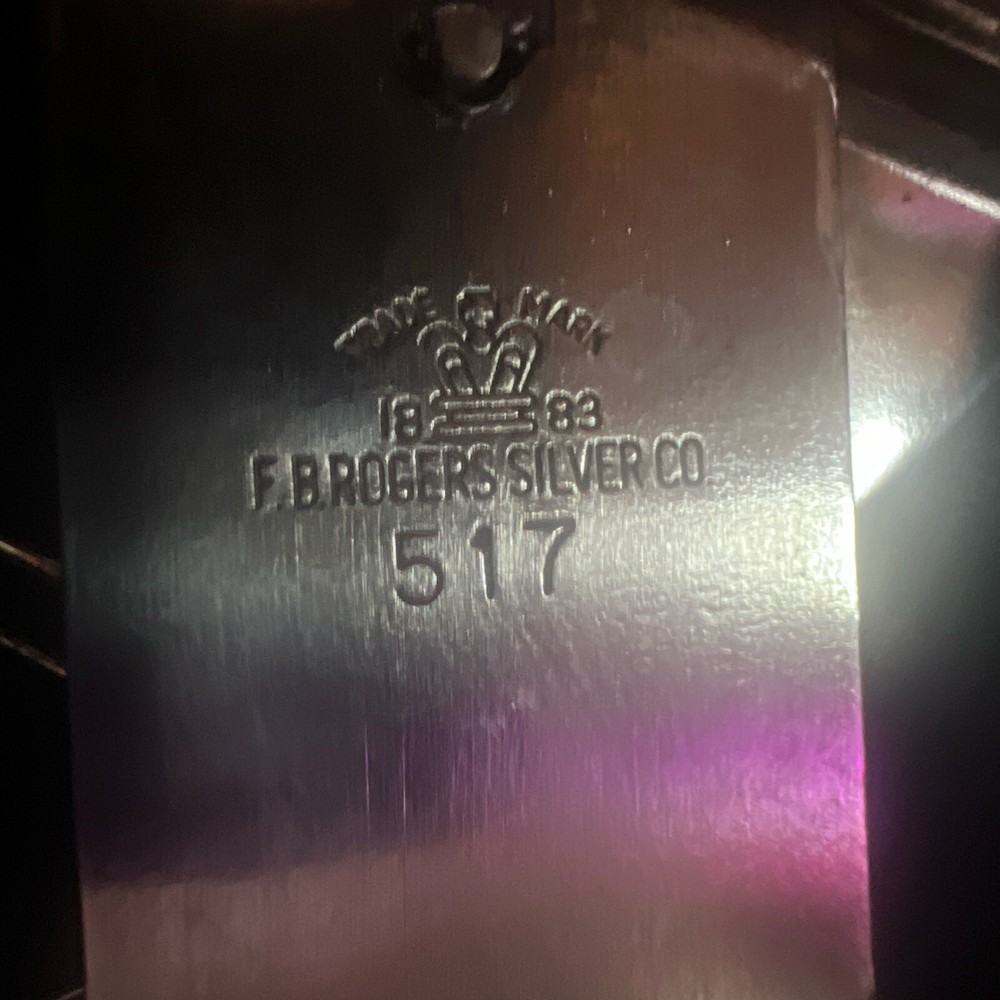 TRADE MARK
18 83
F.B.ROGERS SILVER CO
517